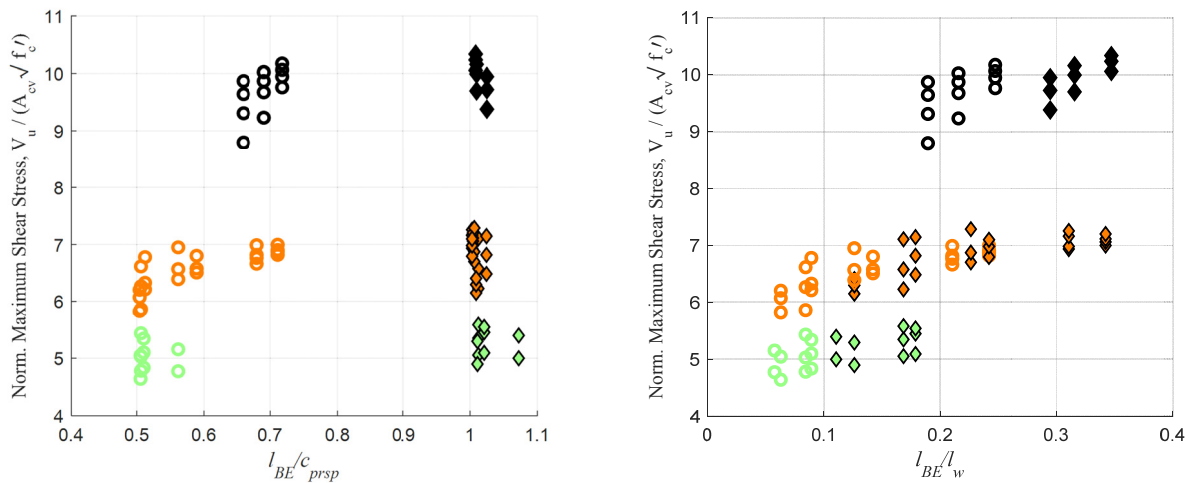 Norm. Maximum Shear Stress, V_u / (A_cv √ f_c′)
11
10
9
8
7
6
5
4
0.4 0.5 0.6 0.7 0.8 0.9 1 1.1
l_BE/c_prsp
Norm. Maximum Shear Stress, V_u / (A_cv √ f_c′)
11
10
9
8
7
6
5
4
0 0.1 0.2 0.3 0.4
l_BE/l_w